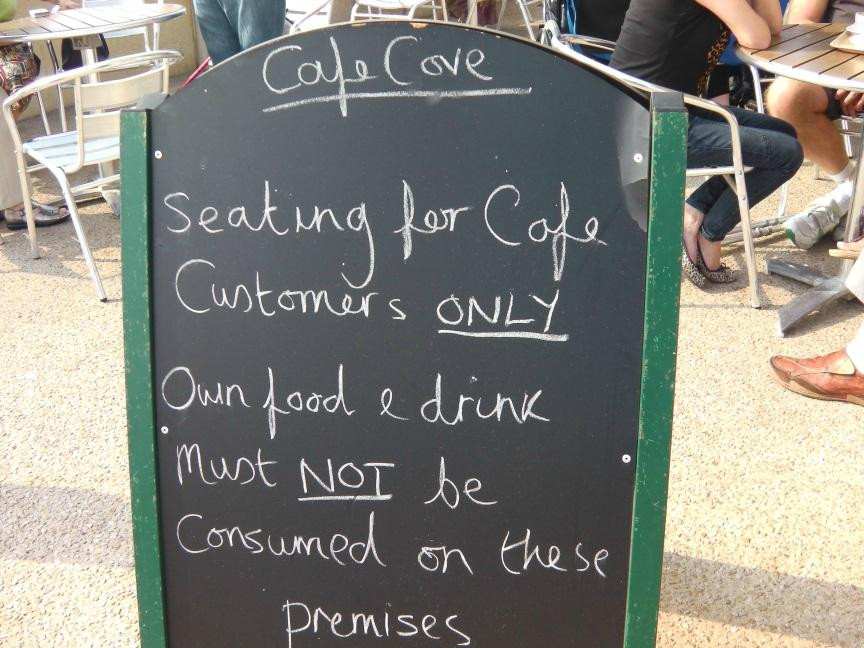 Cafe Cove
Seating for Cafe
Customers ONLY
Own food & drink
Must NOT be
Consumed on these
premises